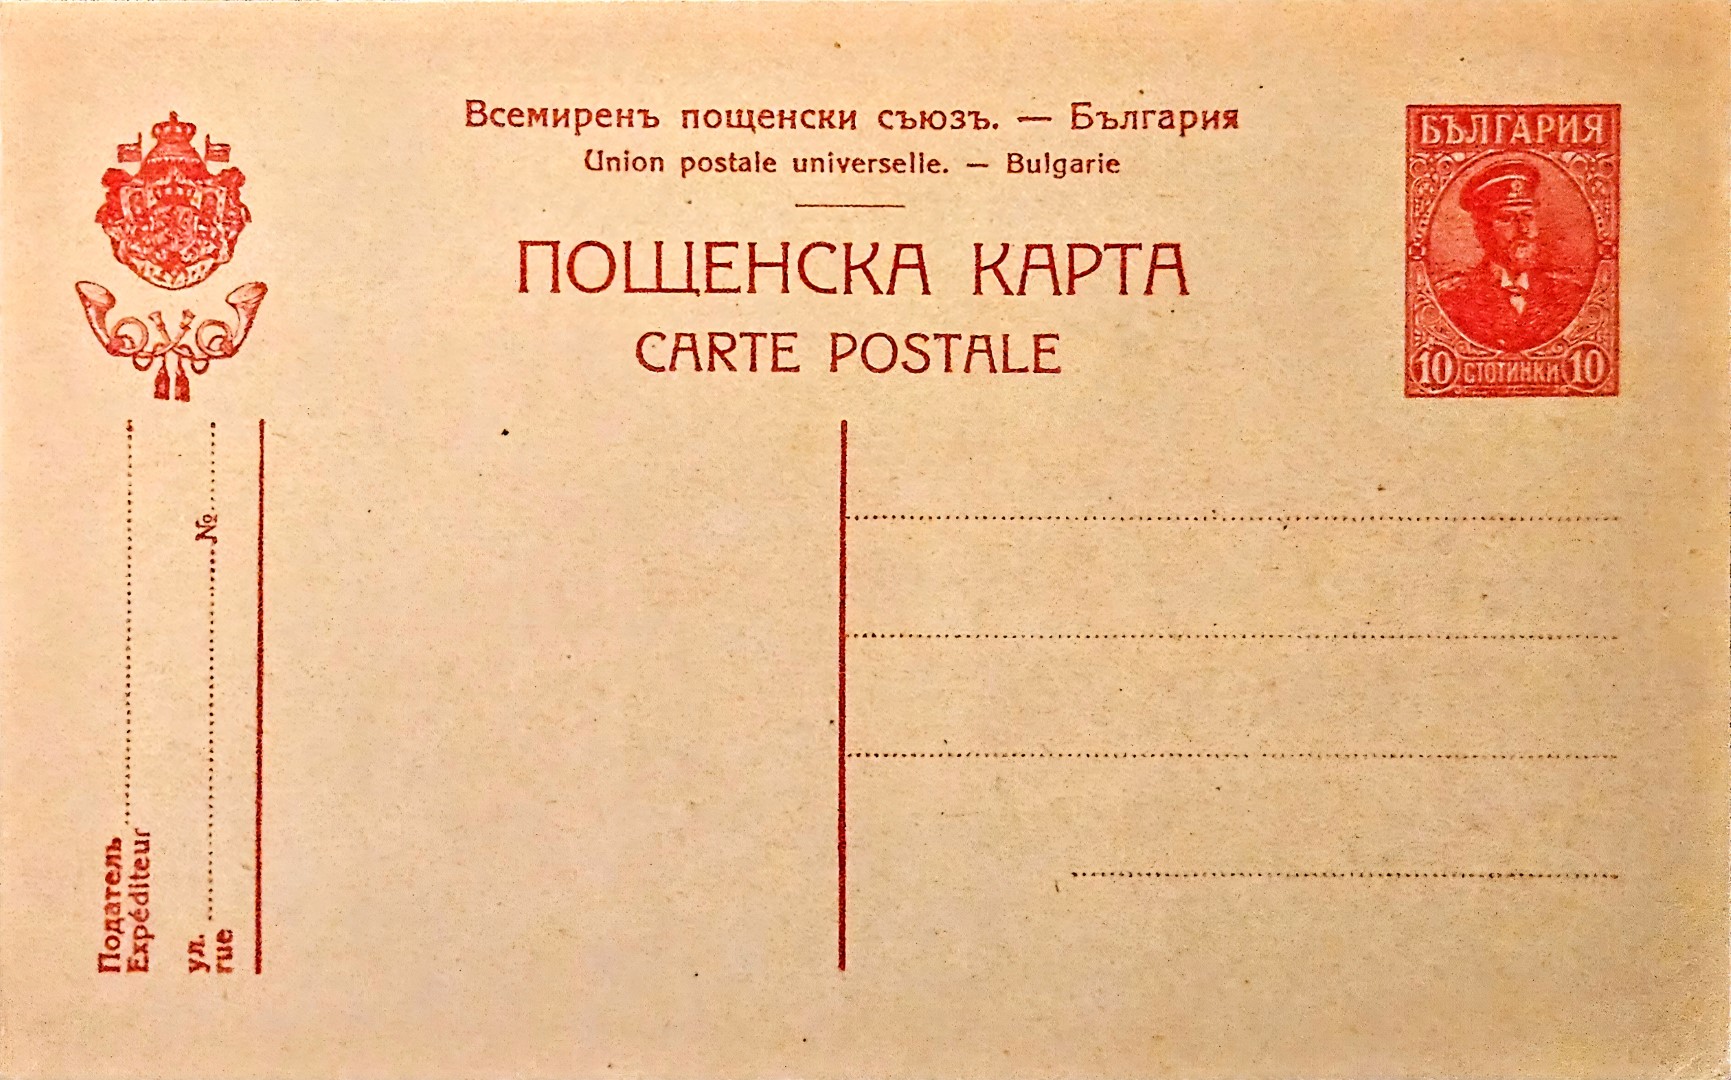 Всемиренъ пощенски съюзъ. — България
Union postale universelle. — Bulgarie
ПОЩЕНСКА КАРТА
CARTE POSTALE
БЪЛГАРИЯ
10 СТОТИНКИ 10
Податель
Expéditeur
ул. № 
rue